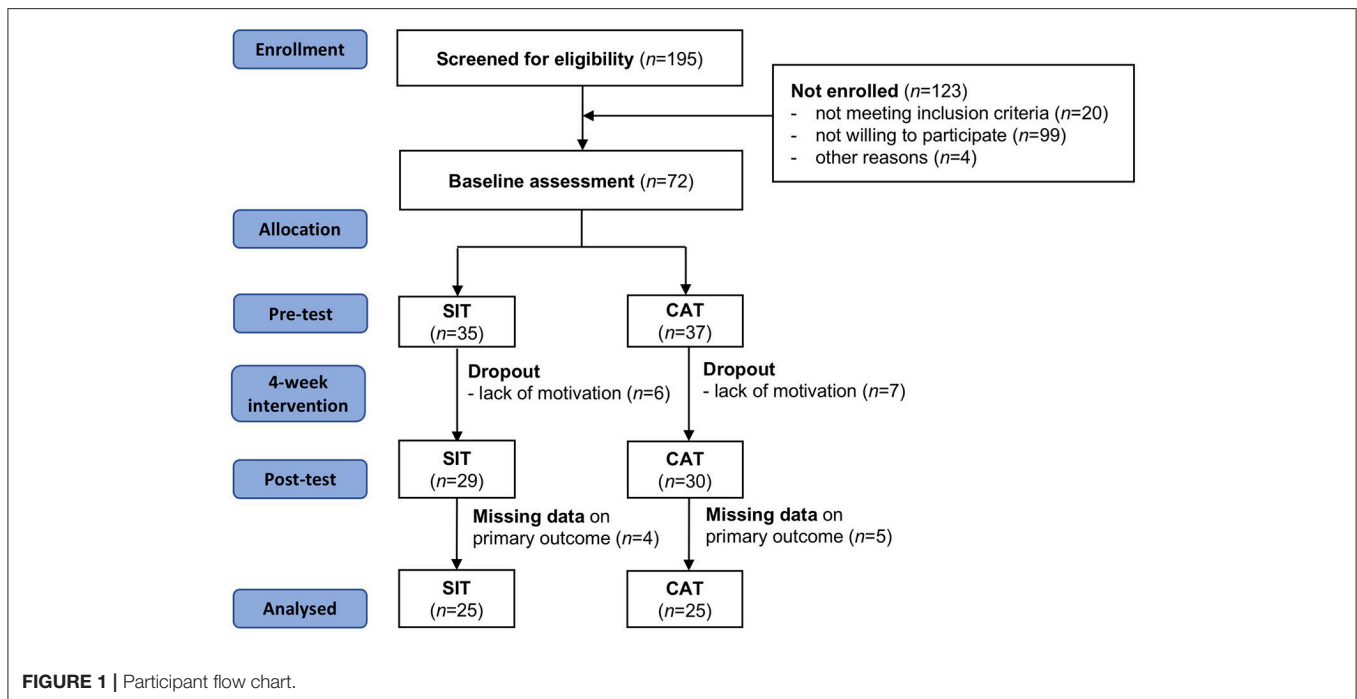 Enrollment
Screened for eligibility (n=195)
Not enrolled (n=123)
- not meeting inclusion criteria (n=20)
- not willing to participate (n=99)
- other reasons (n=4)
Baseline assessment (n=72)
Allocation
Pre-test
SIT
(n=35)
CAT
(n=37)
4-week
intervention
Dropout
- lack of motivation (n=6)
Dropout
- lack of motivation (n=7)
Post-test
SIT
(n=29)
CAT
(n=30)
Missing data on
primary outcome (n=4)
Missing data on
primary outcome (n=5)
Analysed
SIT
(n=25)
CAT
(n=25)
FIGURE 1 | Participant flow chart.